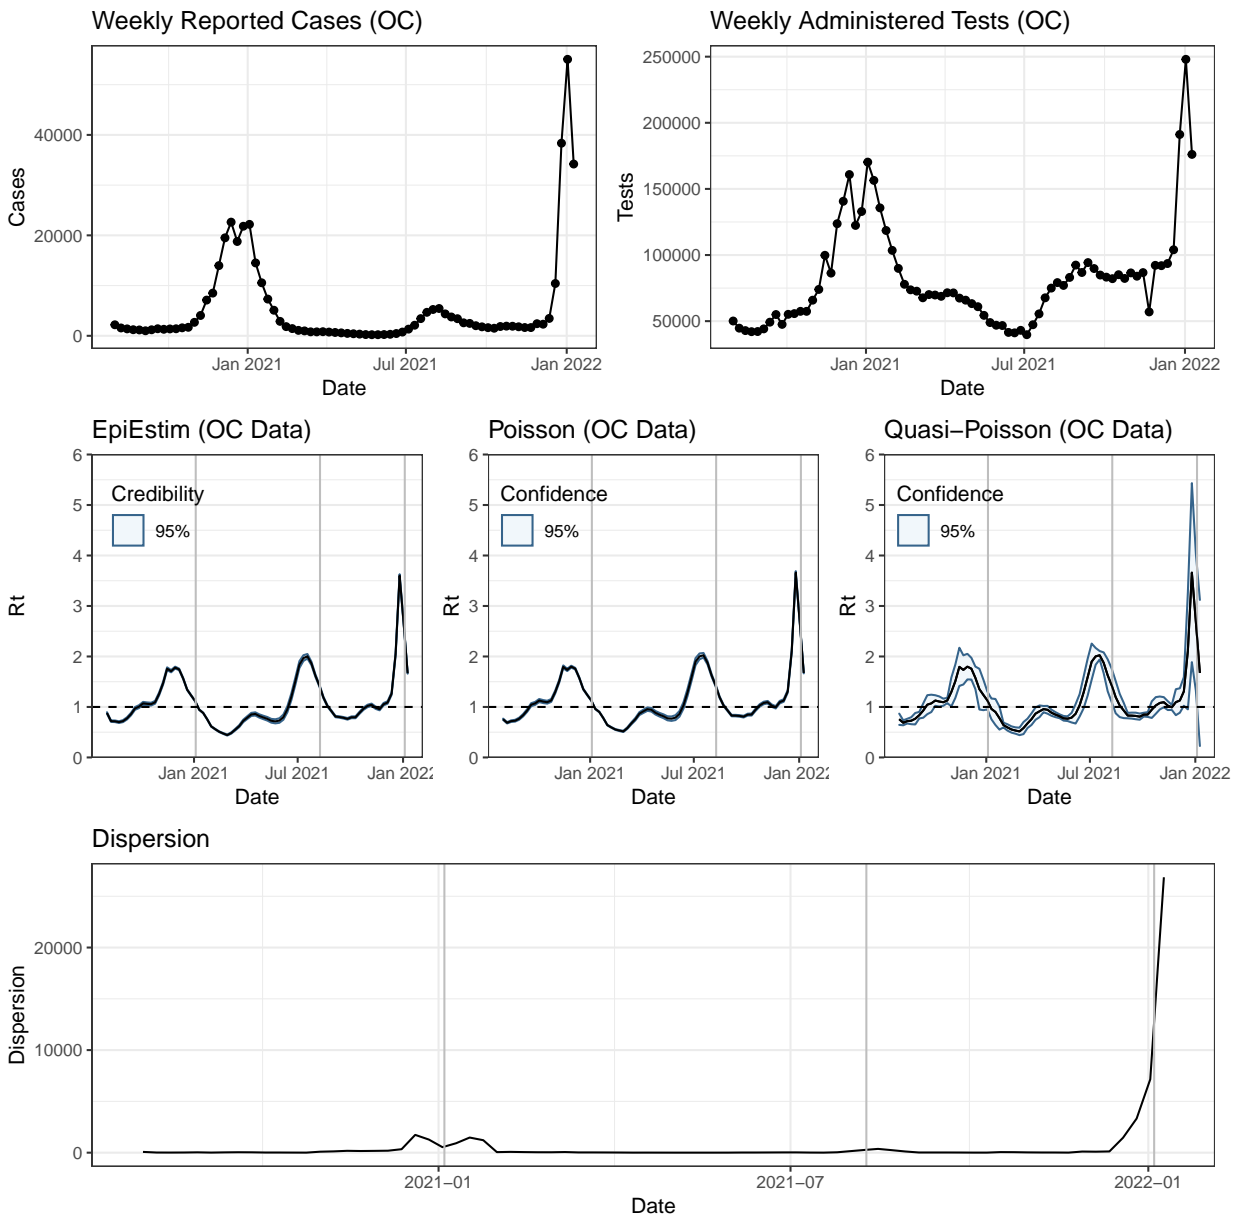 Weekly Reported Cases (OC)
Cases
40000
20000
0
Jan 2021
Jul 2021
Jan 2022
Date
Weekly Administered Tests (OC)
Tests
250000
200000
150000
100000
50000
Jan 2021
Jul 2021
Jan 2022
Date
EpiEstim (OC Data)
Rt
6
5
4
3
2
1
0
Credibility
95%
Jan 2021
Jul 2021
Jan 202
Date
Poisson (OC Data)
Rt
6
5
4
3
2
1
0
Confidence
95%
Jan 2021
Jul 2021
Jan 202
Date
Quasi−Poisson (OC Data)
Rt
6
5
4
3
2
1
0
Confidence
95%
Jan 2021
Jul 2021
Jan 2022
Date
Dispersion
Dispersion
20000
10000
0
2021−01
2021−07
2022−01
Date